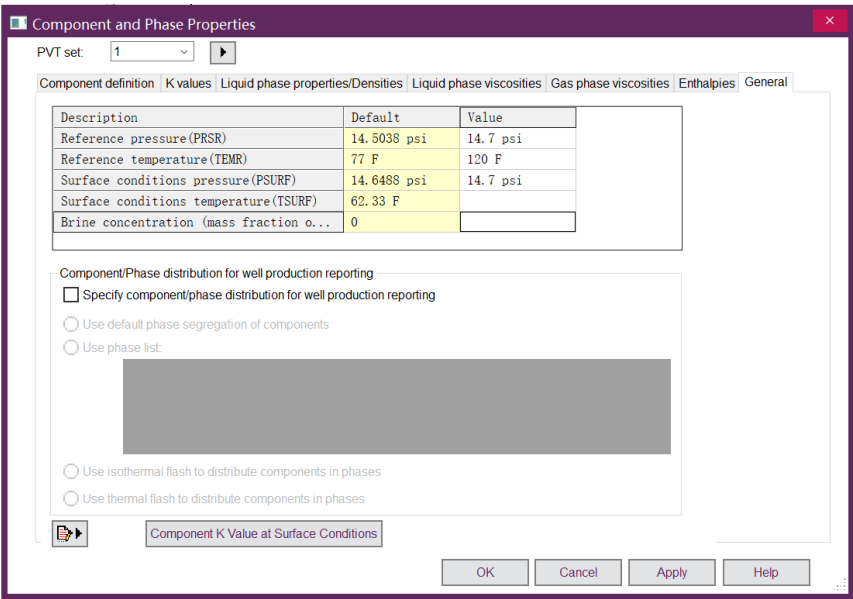 Component and Phase Properties
PVT set: 1
Component definition K values Liquid phase properties/Densities Liquid phase viscosities Gas phase viscosities Enthalpies General
Description Default Value
Reference pressure(PRSR) 14.5038 psi 14.7 psi
Reference temperature(TEMR) 77 F 120 F
Surface conditions pressure(PSURF) 14.6488 psi 14.7 psi
Surface conditions temperature(TSURF) 62.33 F
Brine concentration (mass fraction o... 0
Component/Phase distribution for well production reporting
Specify component/phase distribution for well production reporting
Use default phase segregation of components
Use phase list:
Use isothermal flash to distribute components in phases
Use thermal flash to distribute components in phases
Component K Value at Surface Conditions
OK Cancel Apply Help